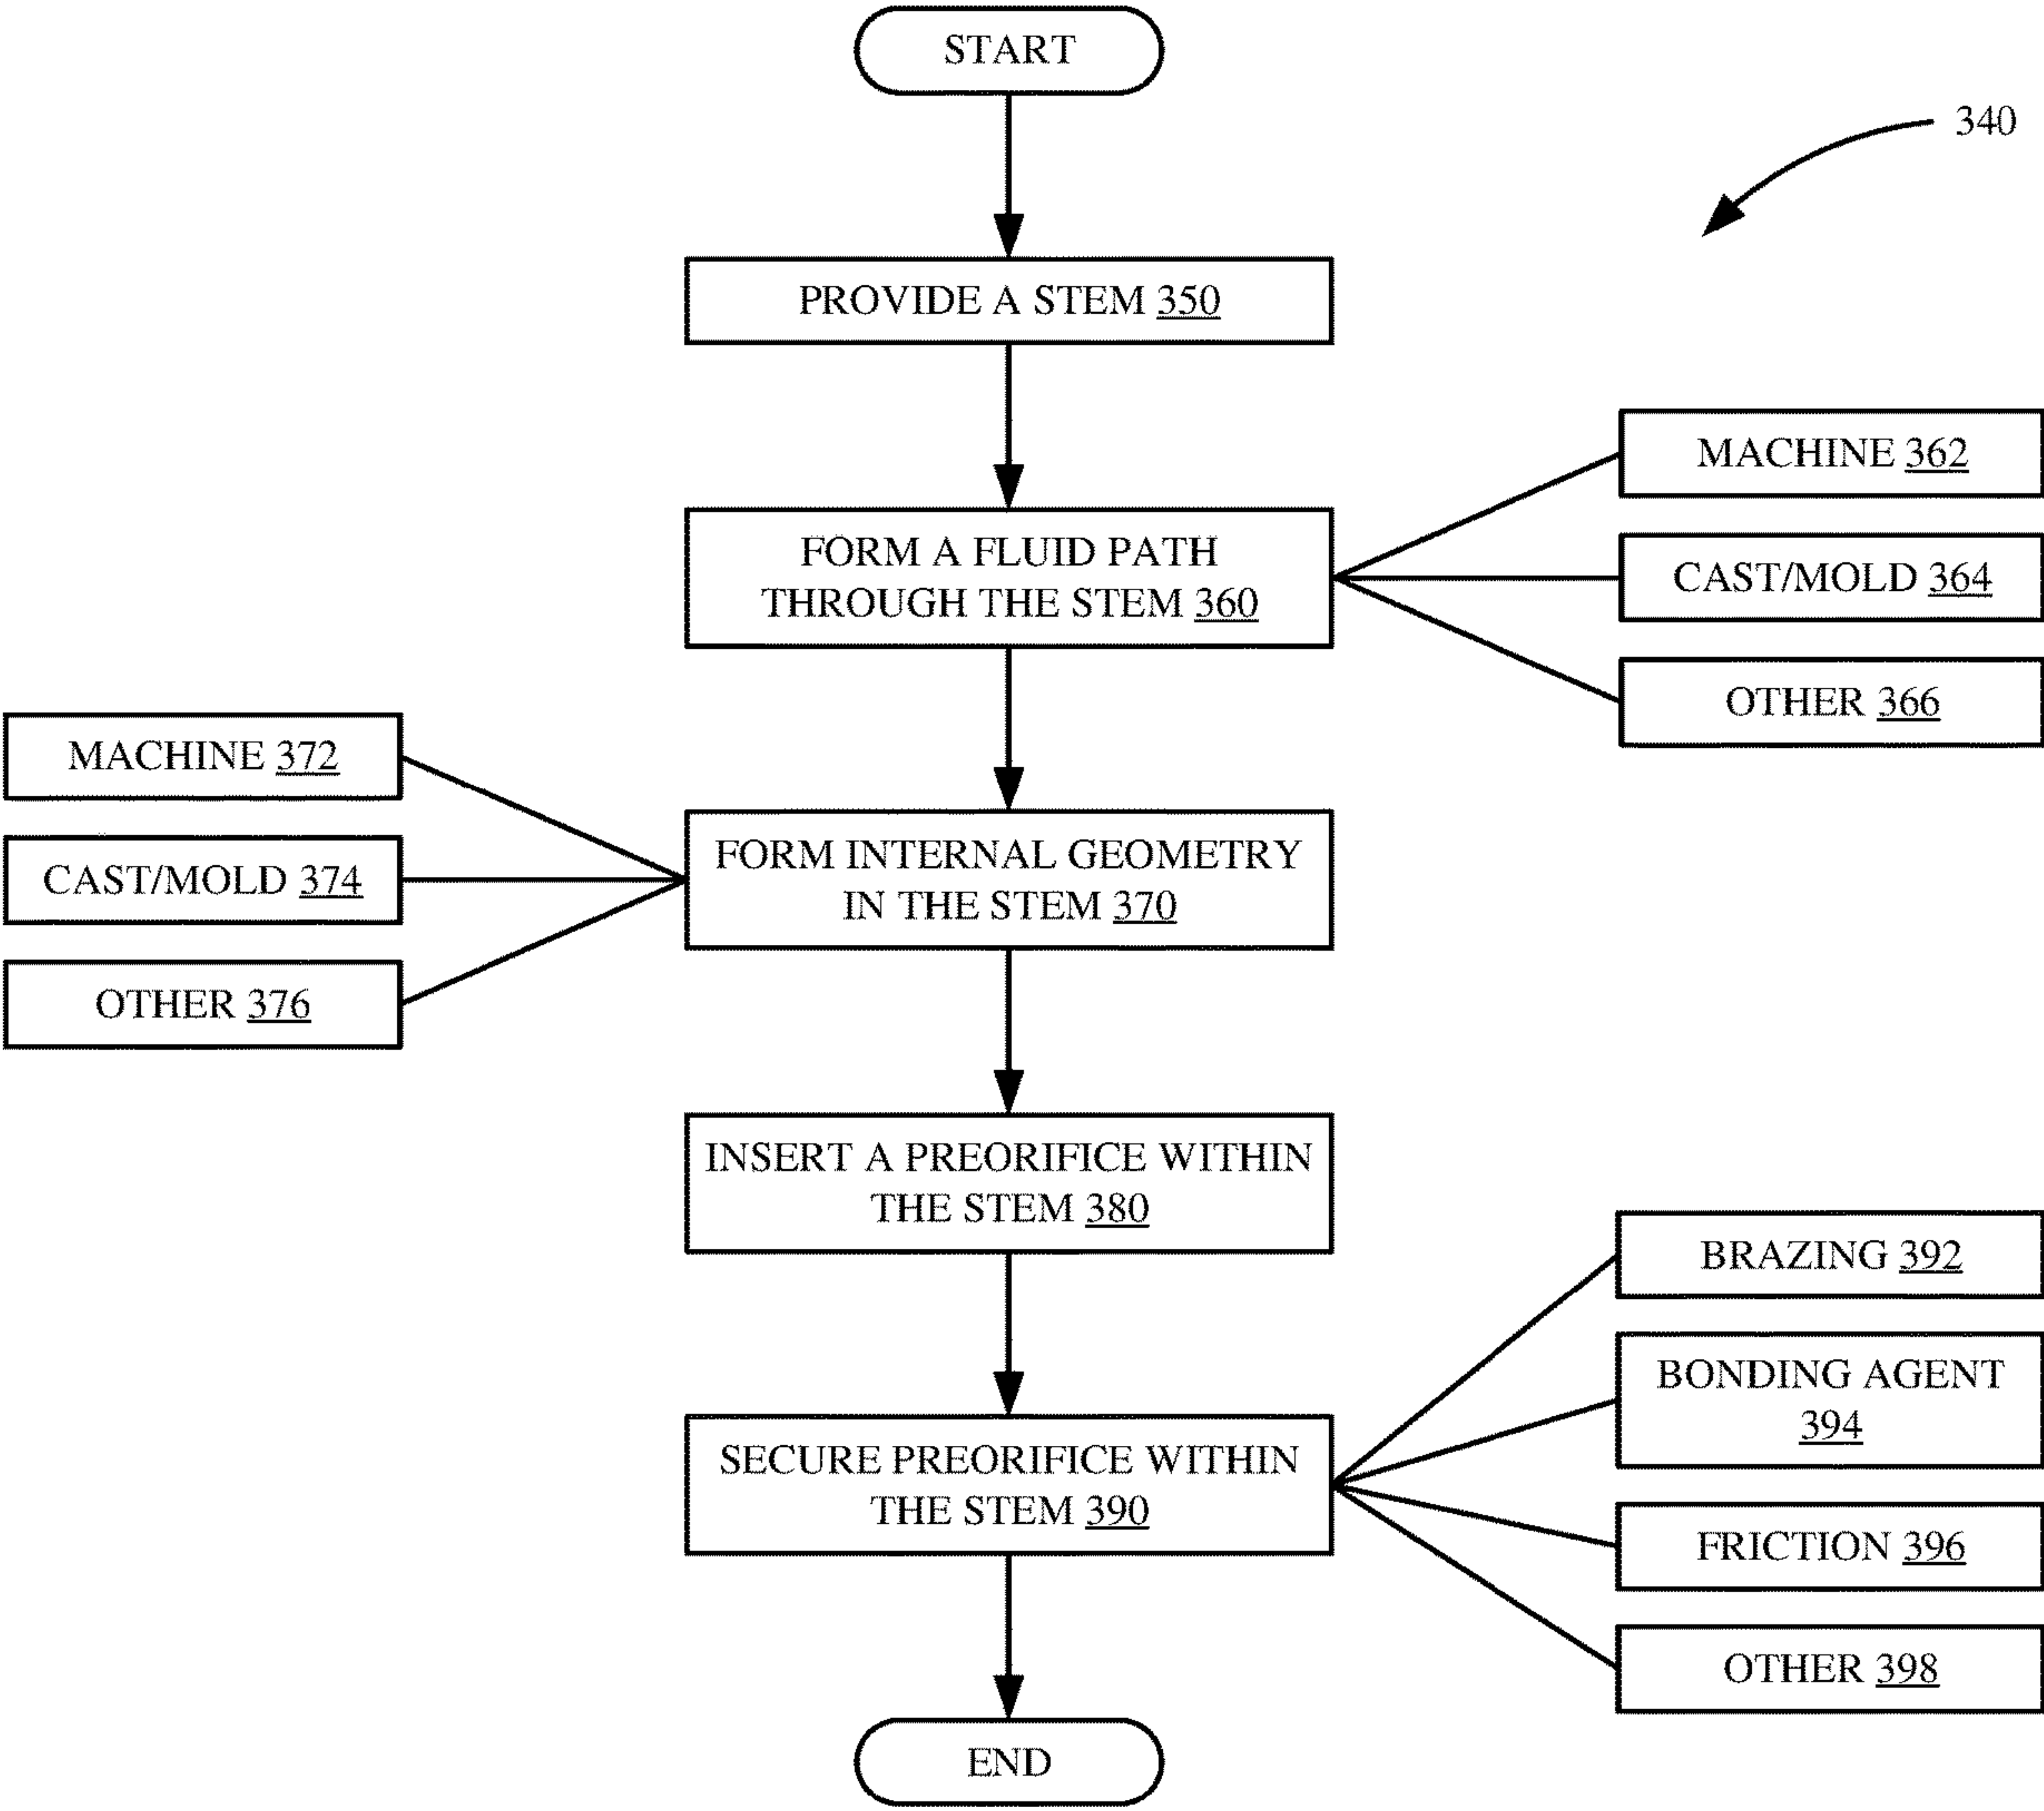 START
340
PROVIDE A STEM 350
FORM A FLUID PATH
THROUGH THE STEM 360
MACHINE 362
CAST/MOLD 364
OTHER 366
MACHINE 372
CAST/MOLD 374
OTHER 376
FORM INTERNAL GEOMETRY
IN THE STEM 370
INSERT A PREORIFICE WITHIN
THE STEM 380
SECURE PREORIFICE WITHIN
THE STEM 390
BRAZING 392
BONDING AGENT
394
FRICTION 396
OTHER 398
END